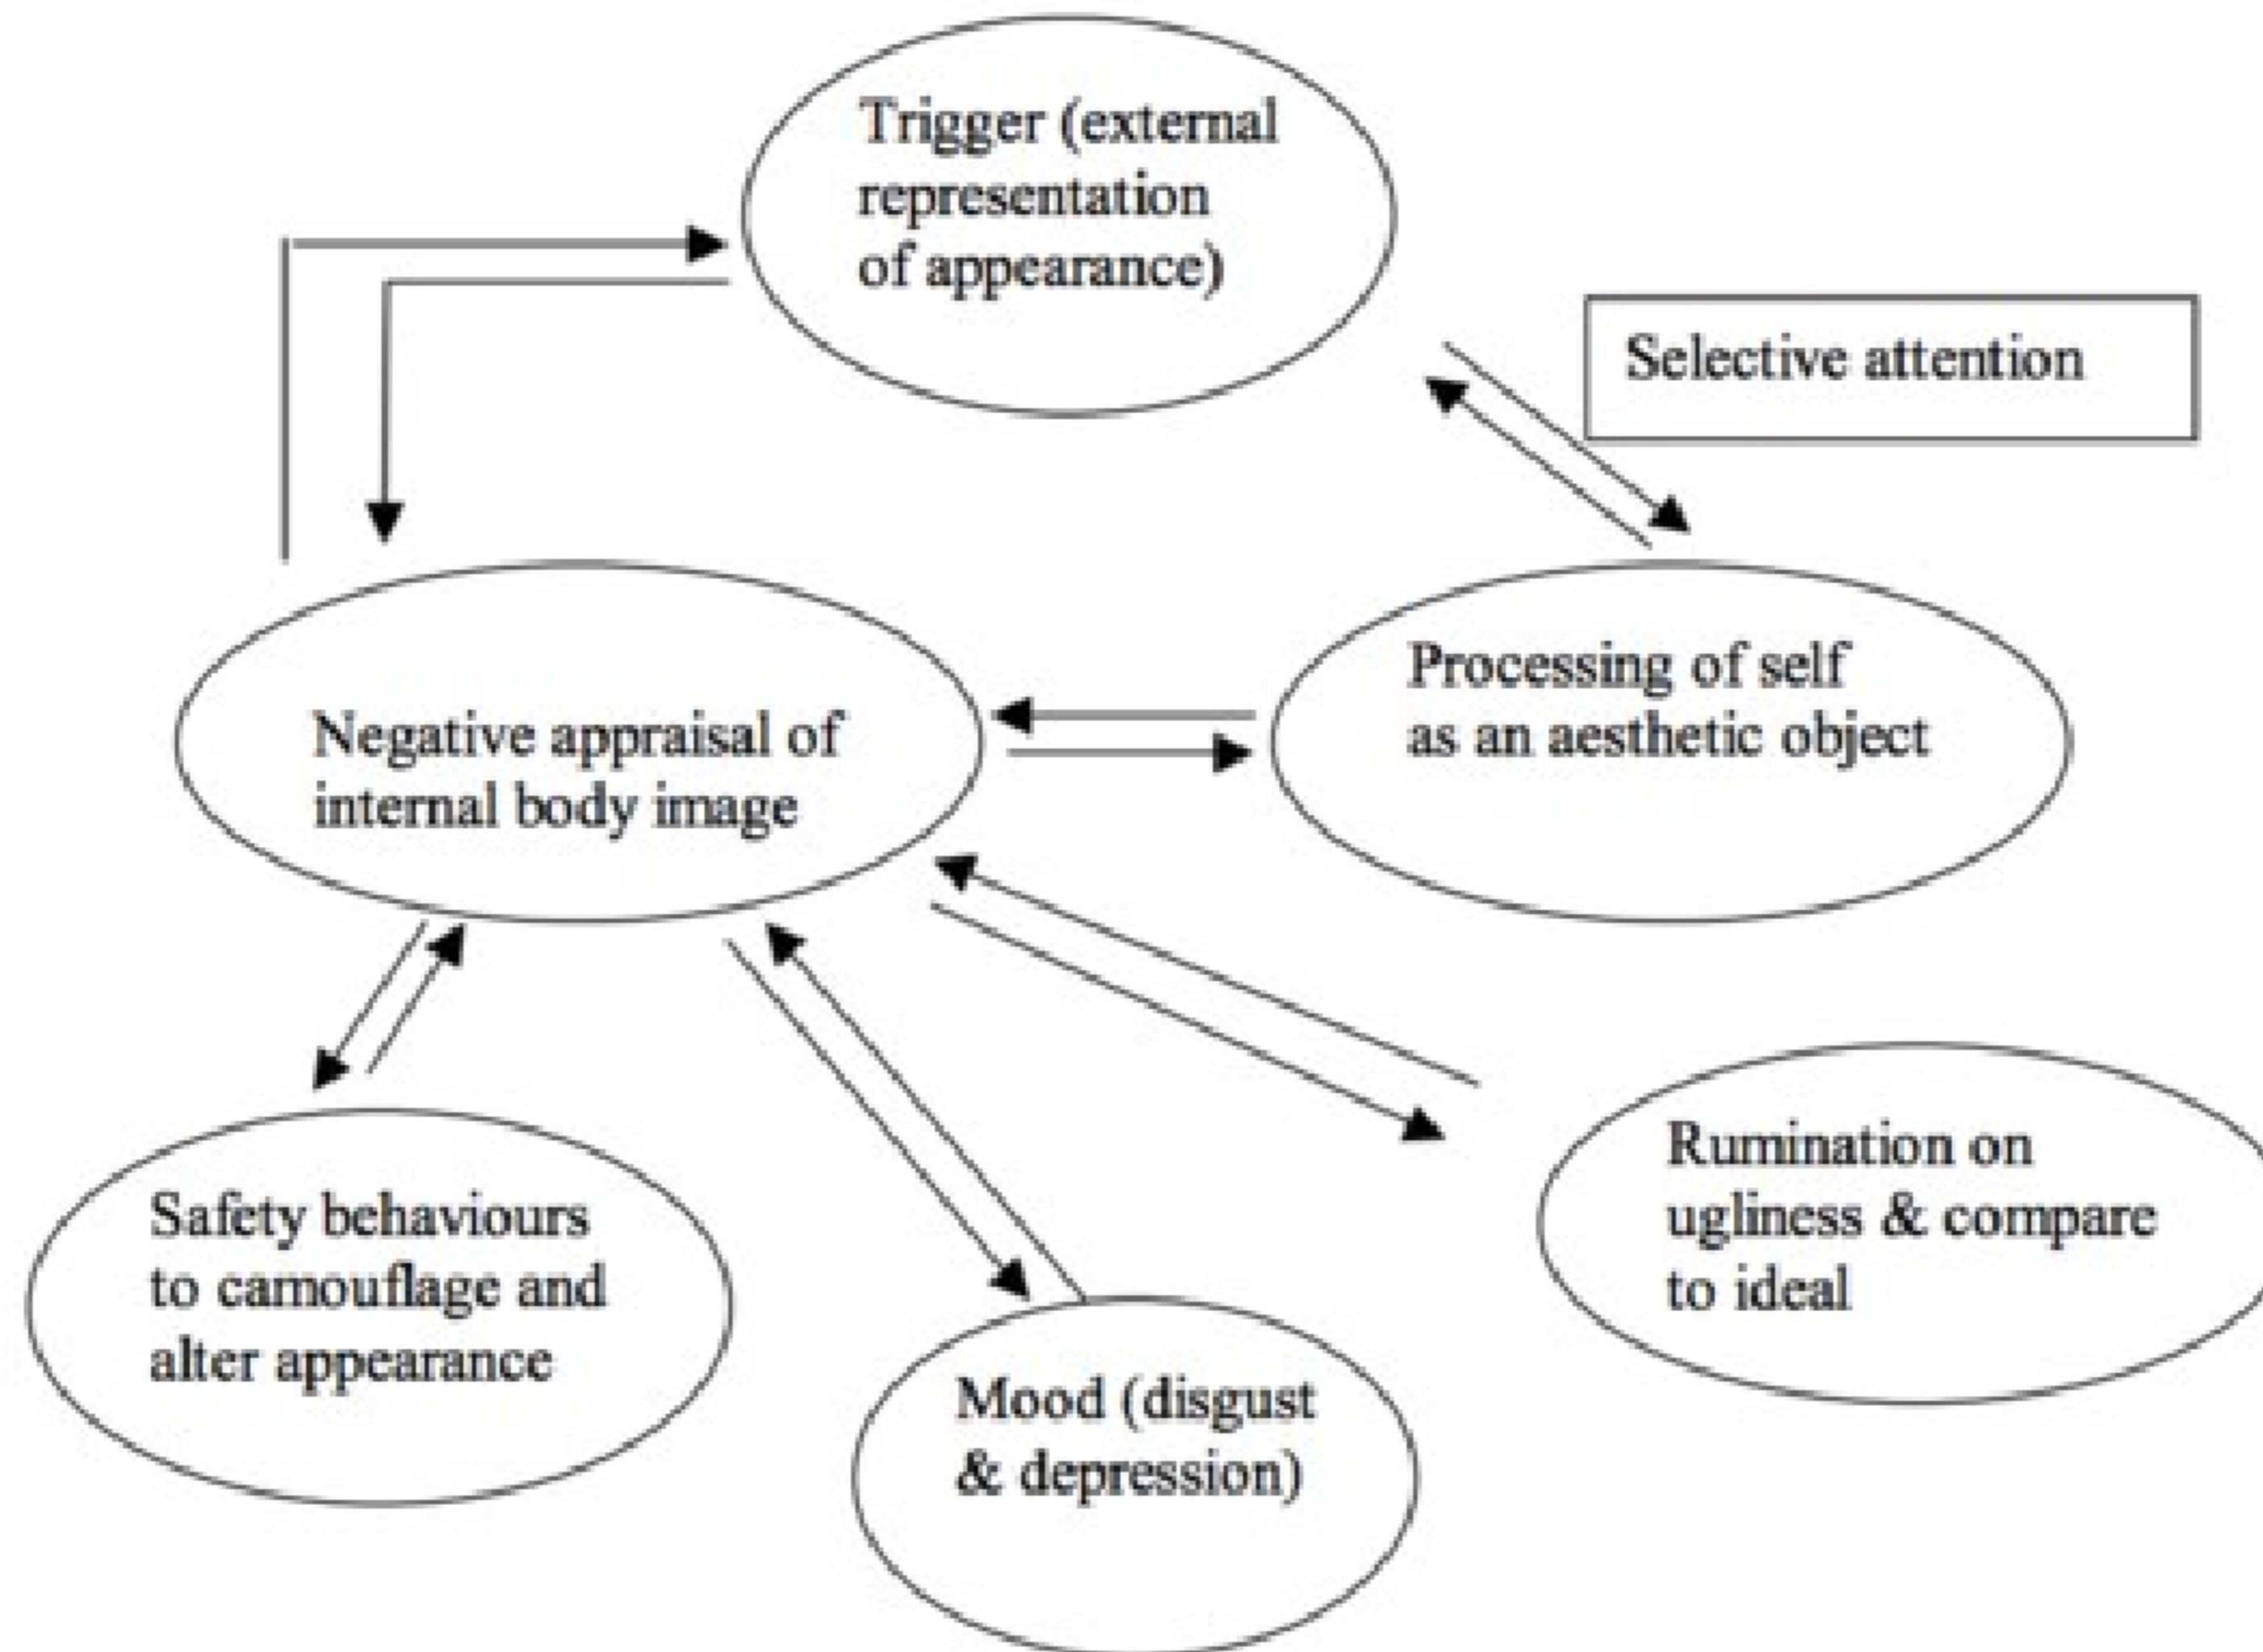 Trigger (external
representation
of appearance)
Selective attention
Processing of self
as an aesthetic object
Negative appraisal of
internal body image
Rumination on
ugliness & compare
to ideal
Safety behaviours
to camouflage and
alter appearance
Mood (disgust
& depression)